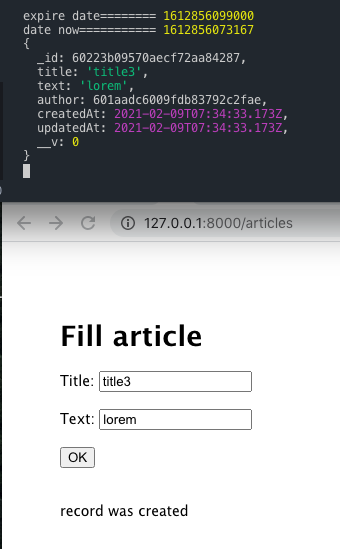 expire date======== 1612856099000
date now=========== 1612856073167
{
_id: 60223b09570aecf72aa84287,
title: 'title3',
text: 'lorem',
author: 601aadc6009fdb83792c2fae,
createdAt: 2021-02-09T07:34:33.173Z,
updatedAt: 2021-02-09T07:34:33.173Z,
__v: 0
}
127.0.0.1:8000/articles
Fill article
Title: title3
Text: lorem
OK
record was created